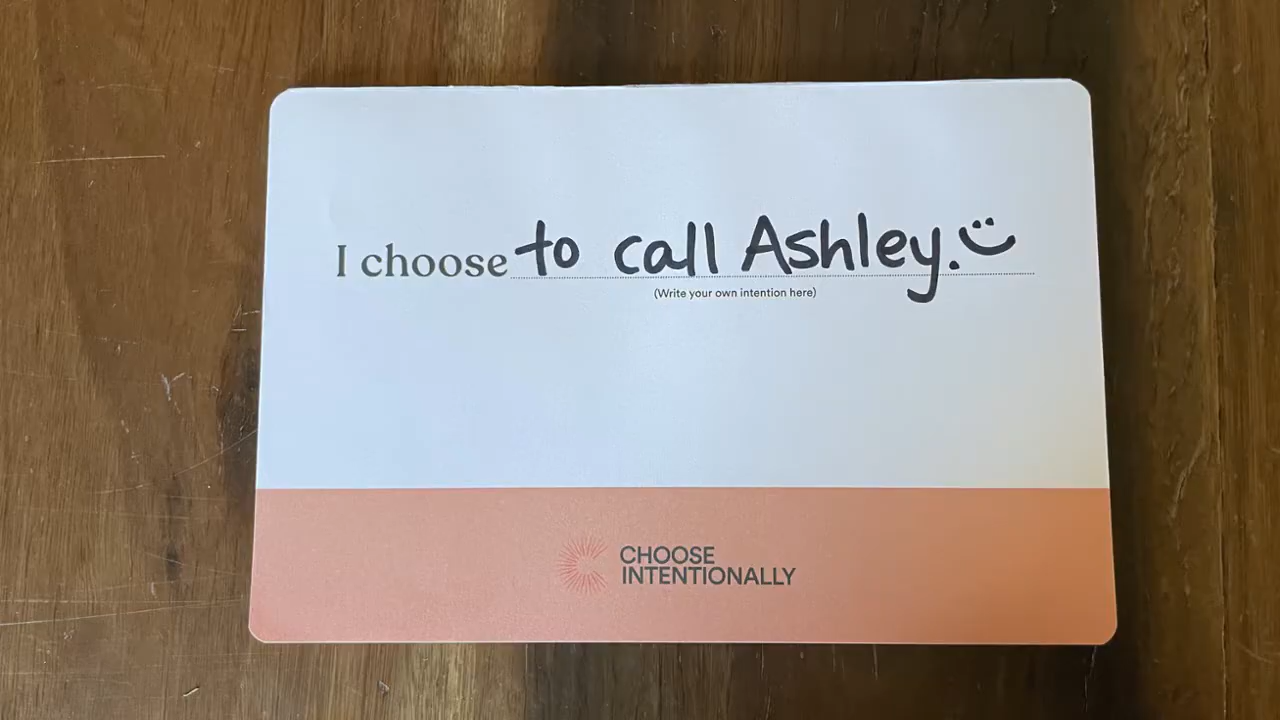 I choose to call Ashley.
(Write your own intention here)
CHOOSE
INTENTIONALLY